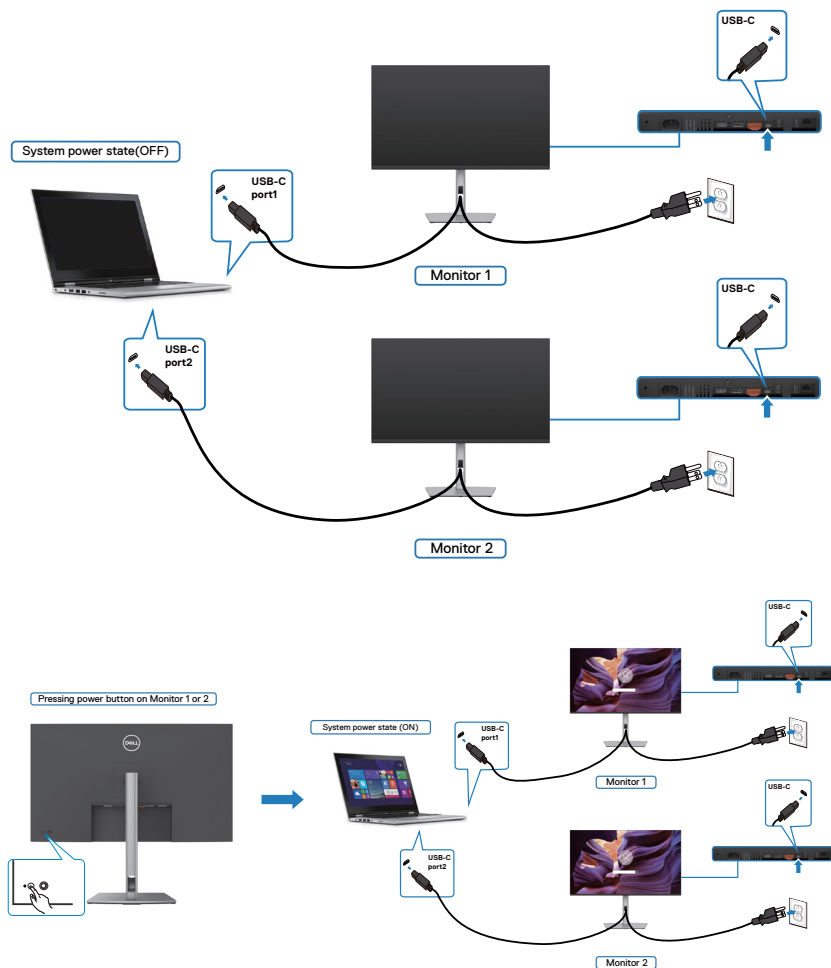 USB-C
System power state(OFF)
USB-C
port1
Monitor 1
USB-C
USB-C
port2
Monitor 2
USB-C
Pressing power button on Monitor 1 or 2
DELL
System power state (ON)
USB-C
port1
Monitor 1
USB-C
USB-C
port2
Monitor 2